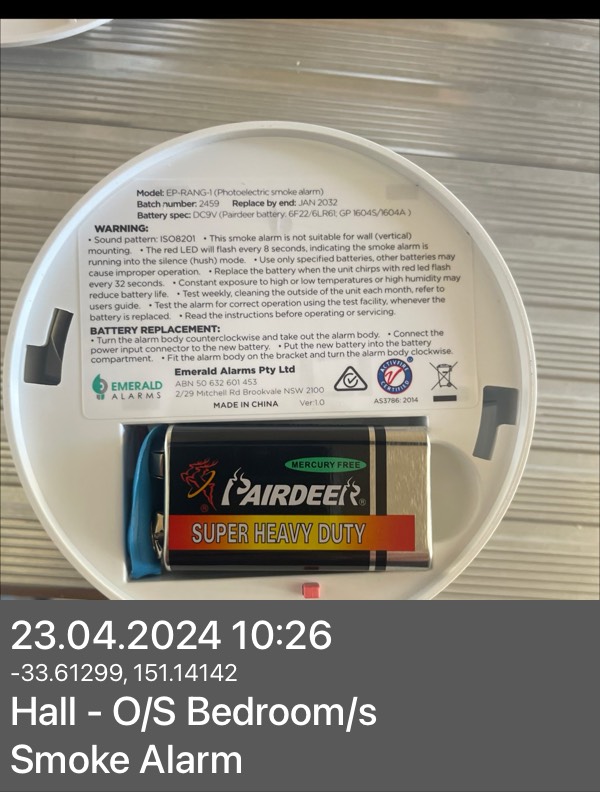 Model: EP-RANG-1 (Photoelectric smoke alarm)
Batch number: 2459 Replace by end: JAN 2032
Battery spec: DC9V (Pairdeer battery: 6F22/6LR61; GP 1604S/1604A )
WARNING:
• Sound pattern: ISO8201 • This smoke alarm is not suitable for wall (vertical)
mounting. • The red LED will flash every 8 seconds, indicating the smoke alarm is
running into the silence (hush) mode. • Use only specified batteries, other batteries may
cause improper operation. • Replace the battery when the unit chirps with red led flash
every 32 seconds. • Constant exposure to high or low temperatures or high humidity may
reduce battery life. • Test weekly, cleaning the outside of the unit each month, refer to
users guide. • Test the alarm for correct operation using the test facility, whenever the
battery is replaced. • Read the instructions before operating or servicing.
BATTERY REPLACEMENT:
• Turn the alarm body counterclockwise and take out the alarm body. • Connect the
power input connector to the new battery. • Put the new battery into the battery
compartment. • Fit the alarm body on the bracket and turn the alarm body clockwise.
EMERALD
ALARMS
Emerald Alarms Pty Ltd
ABN 50 632 601 453
2/29 Mitchell Rd Brookvale NSW 2100
MADE IN CHINA Ver:1.0
ACTIVFIRE
CERTIFIED
AS3786: 2014
MERCURY FREE
PAIRDEER®
SUPER HEAVY DUTY
23.04.2024 10:26
-33.61299, 151.14142
Hall - O/S Bedroom/s
Smoke Alarm